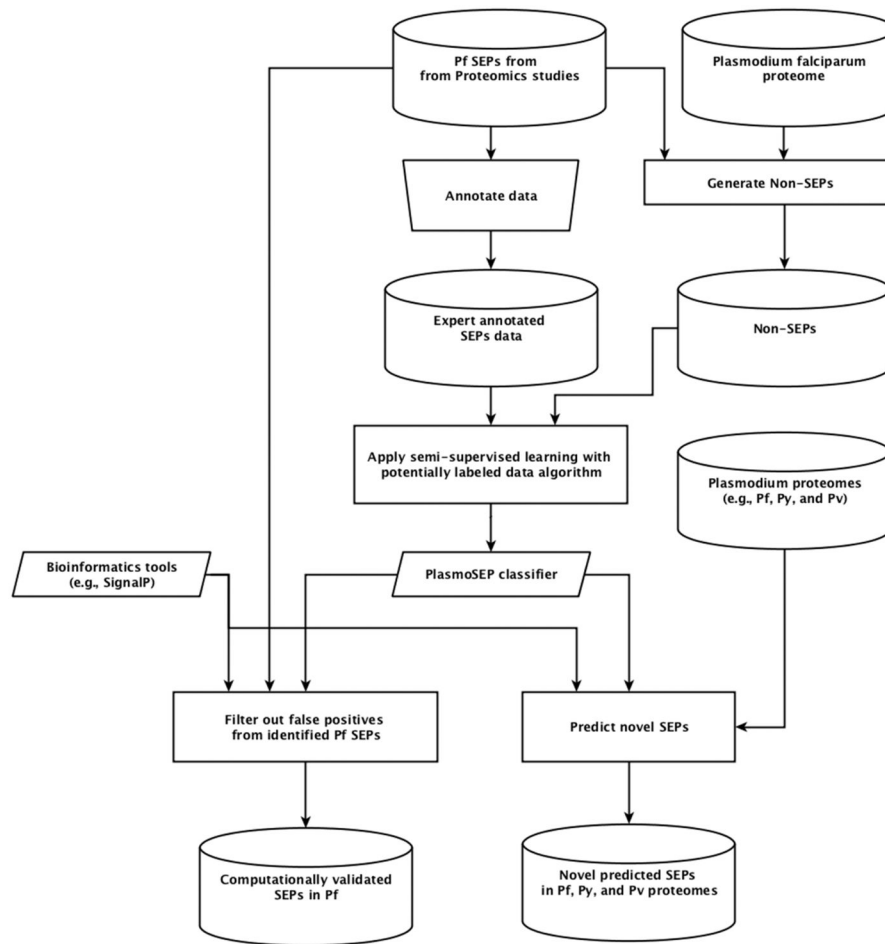 Pf SEPs from
from Proteomics studies
Plasmodium falciparum
proteome
Annotate data
Generate Non-SEPs
Expert annotated
SEPs data
Non-SEPs
Apply semi-supervised learning with
potentially labeled data algorithm
Plasmodium proteomes
(e.g., Pf, Py, and Pv)
Bioinformatics tools
(e.g., SignalP)
PlasmoSEP classifier
Filter out false positives
from identified Pf SEPs
Predict novel SEPs
Computationally validated
SEPs in Pf
Novel predicted SEPs
in Pf, Py, and Pv proteomes